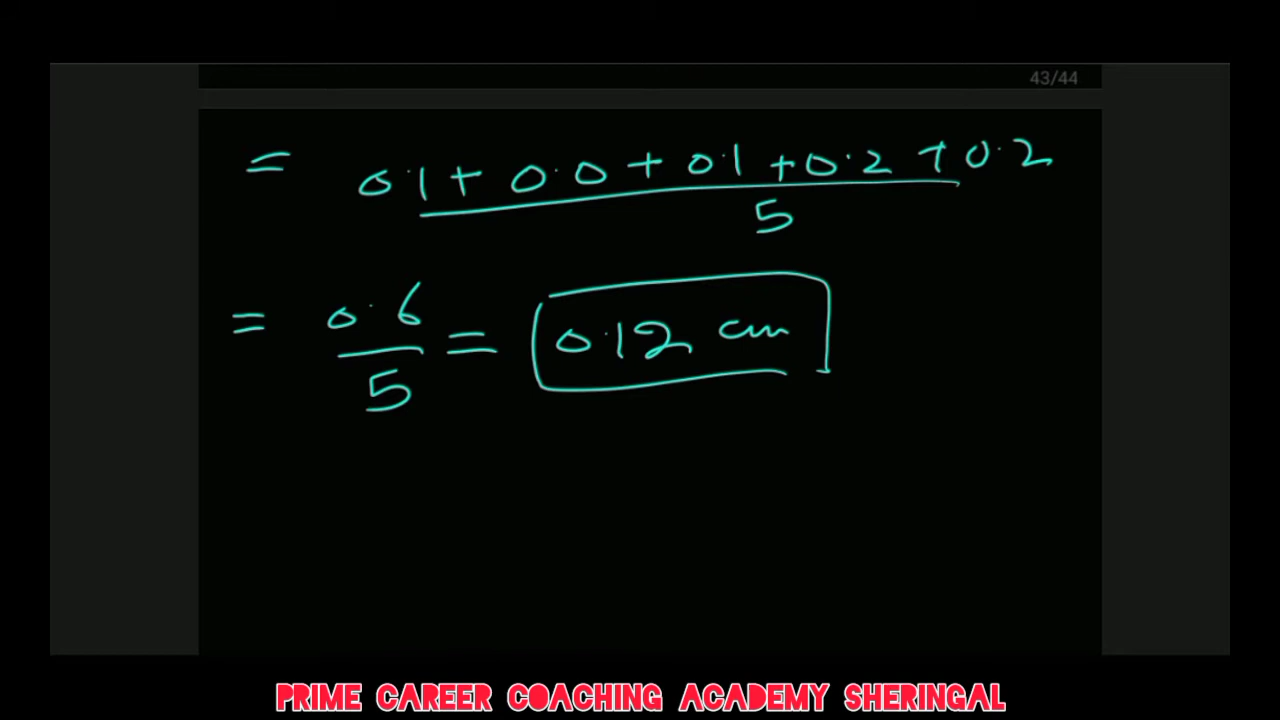 43/44
= 0.1 + 0.0 + 0.1 + 0.2 + 0.2
5
= 0.6 / 5 = 0.12 cm
PRIME CAREER COACHING ACADEMY SHERINGAL